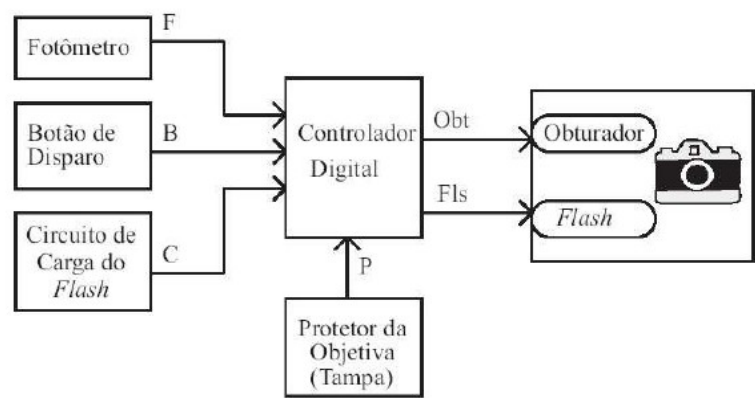 Fotômetro
F
Botão de
Disparo
B
Circuito de
Carga do
Flash
C
Controlador
Digital
P
Protetor da
Objetiva
(Tampa)
Obt
Fls
Obturador
Flash